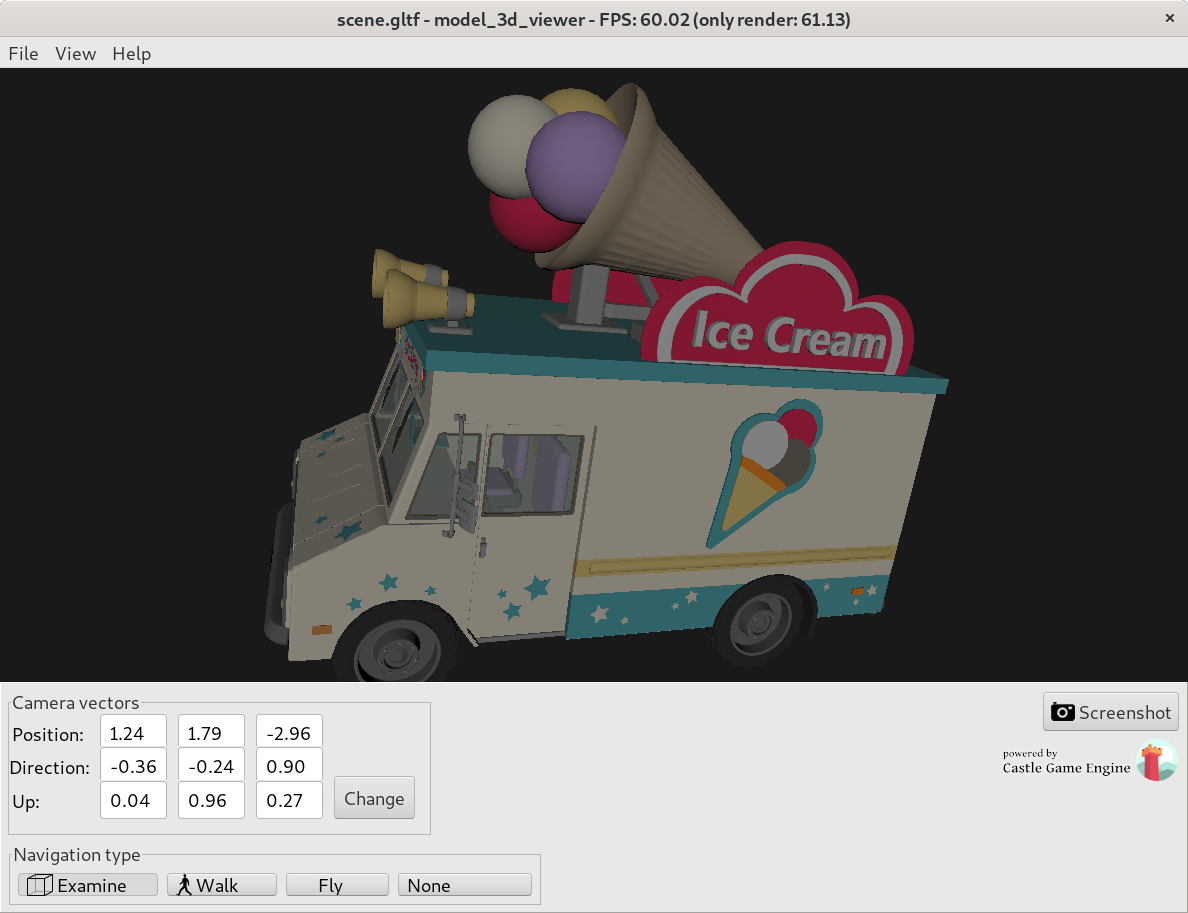 scene.gltf - model_3d_viewer - FPS: 60.02 (only render: 61.13)
×
File View Help
Ice Cream
Camera vectors
Position: 1.24 1.79 -2.96
Direction: -0.36 -0.24 0.90
Up: 0.04 0.96 0.27
Change
Screenshot
powered by
Castle Game Engine
Navigation type
Examine Walk Fly None